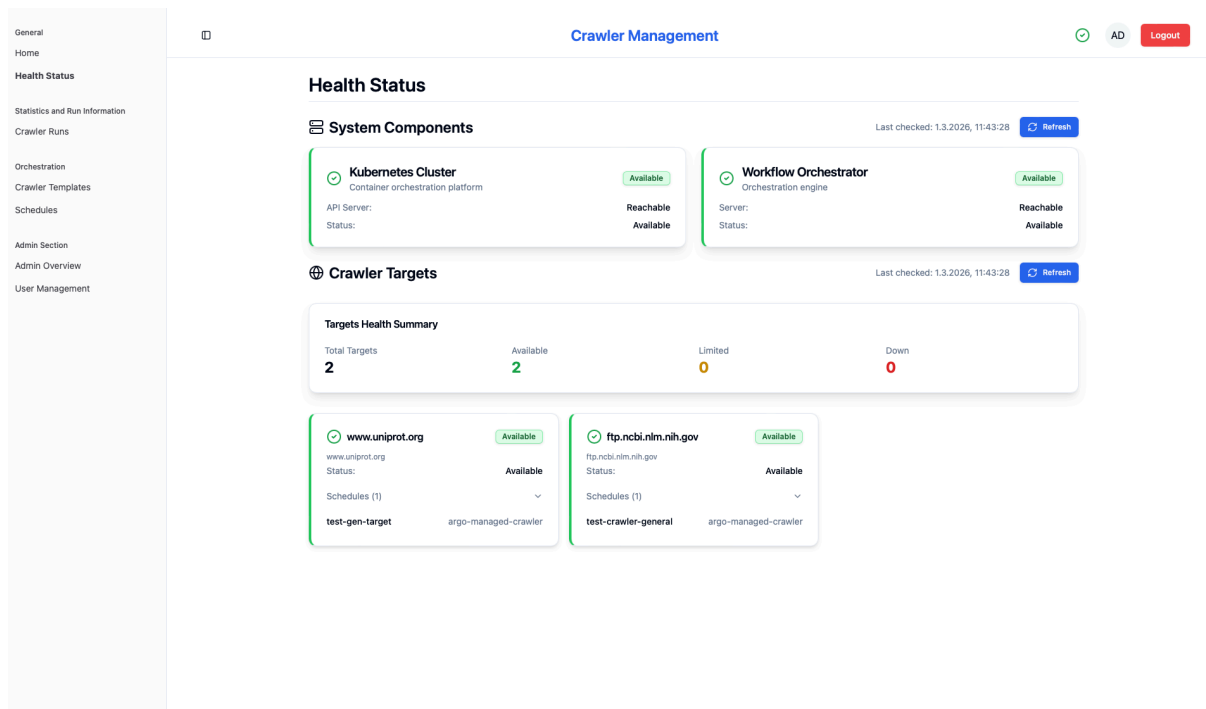 General
Home
Health Status
Statistics and Run Information
Crawler Runs
Orchestration
Crawler Templates
Schedules
Admin Section
Admin Overview
User Management
Crawler Management
AD
Logout
Health Status
System Components
Last checked: 1.3.2026, 11:43:28
Refresh
Kubernetes Cluster
Container orchestration platform
Available
API Server: Reachable
Status: Available
Workflow Orchestrator
Orchestration engine
Available
Server: Reachable
Status: Available
Crawler Targets
Last checked: 1.3.2026, 11:43:28
Refresh
Targets Health Summary
Total Targets Available Limited Down
2 2 0 0
www.uniprot.org Available
www.uniprot.org
Status: Available
Schedules (1)
test-gen-target argo-managed-crawler
ftp.ncbi.nlm.nih.gov Available
ftp.ncbi.nlm.nih.gov
Status: Available
Schedules (1)
test-crawler-general argo-managed-crawler